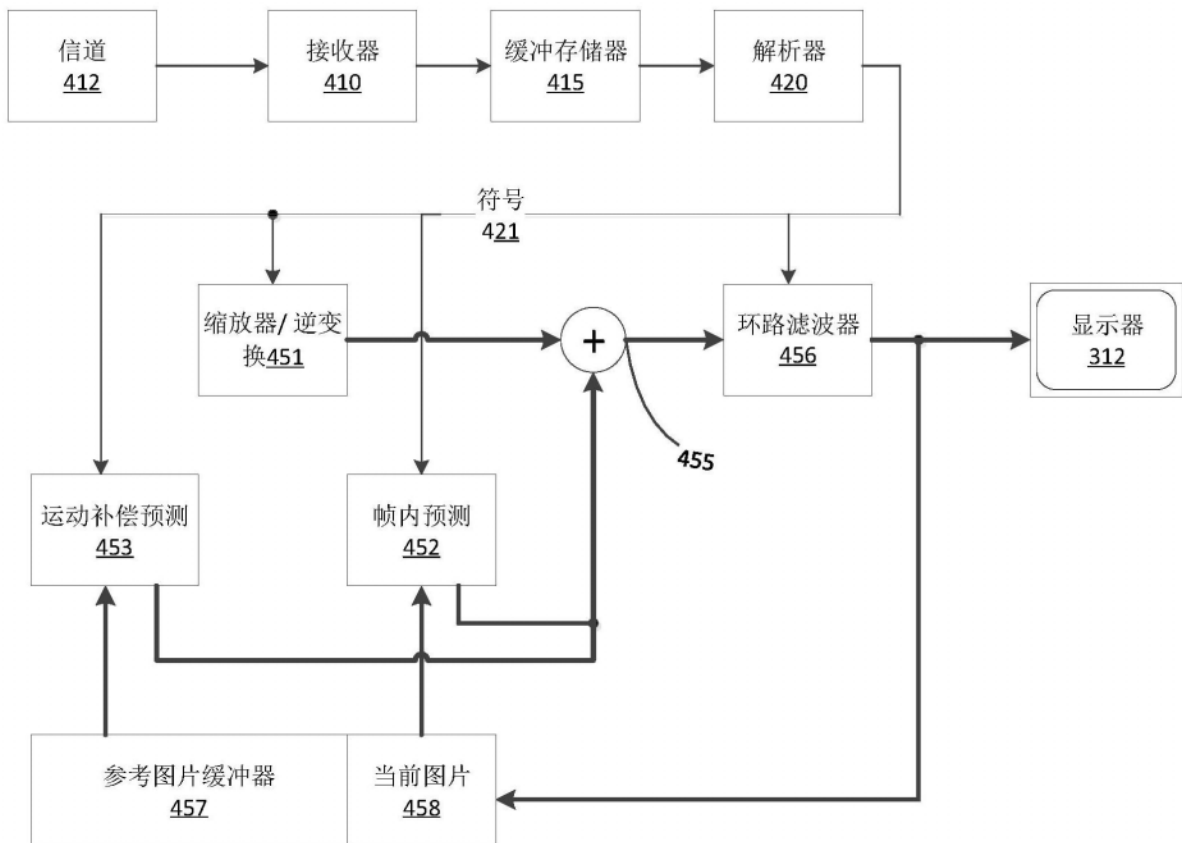 信道
412
接收器
410
缓冲存储器
415
解析器
420
符号
421
缩放器/ 逆变
换451
+
环路滤波器
456
显示器
312
455
运动补偿预测
453
帧内预测
452
参考图片缓冲器
457
当前图片
458